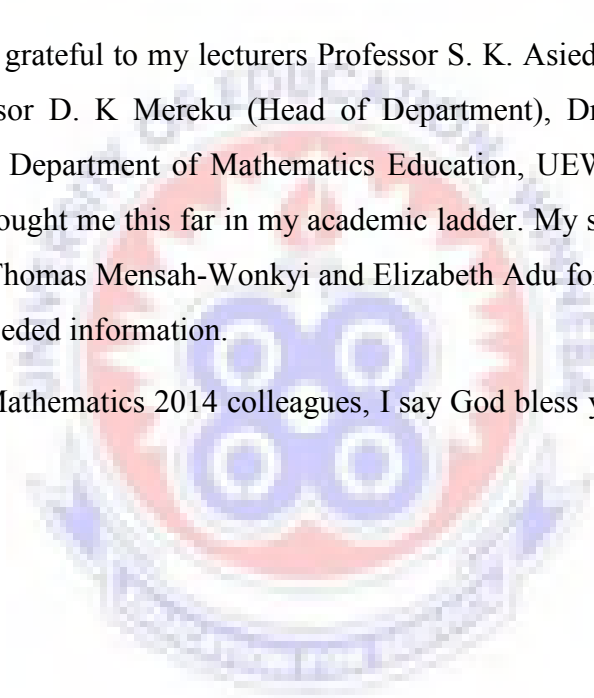 grateful to my lecturers Professor S. K. Asied
sor D. K Mereku (Head of Department), Dr
Department of Mathematics Education, UEW
ought me this far in my academic ladder. My s
Thomas Mensah-Wonkyi and Elizabeth Adu for
eded information.
Mathematics 2014 colleagues, I say God bless y